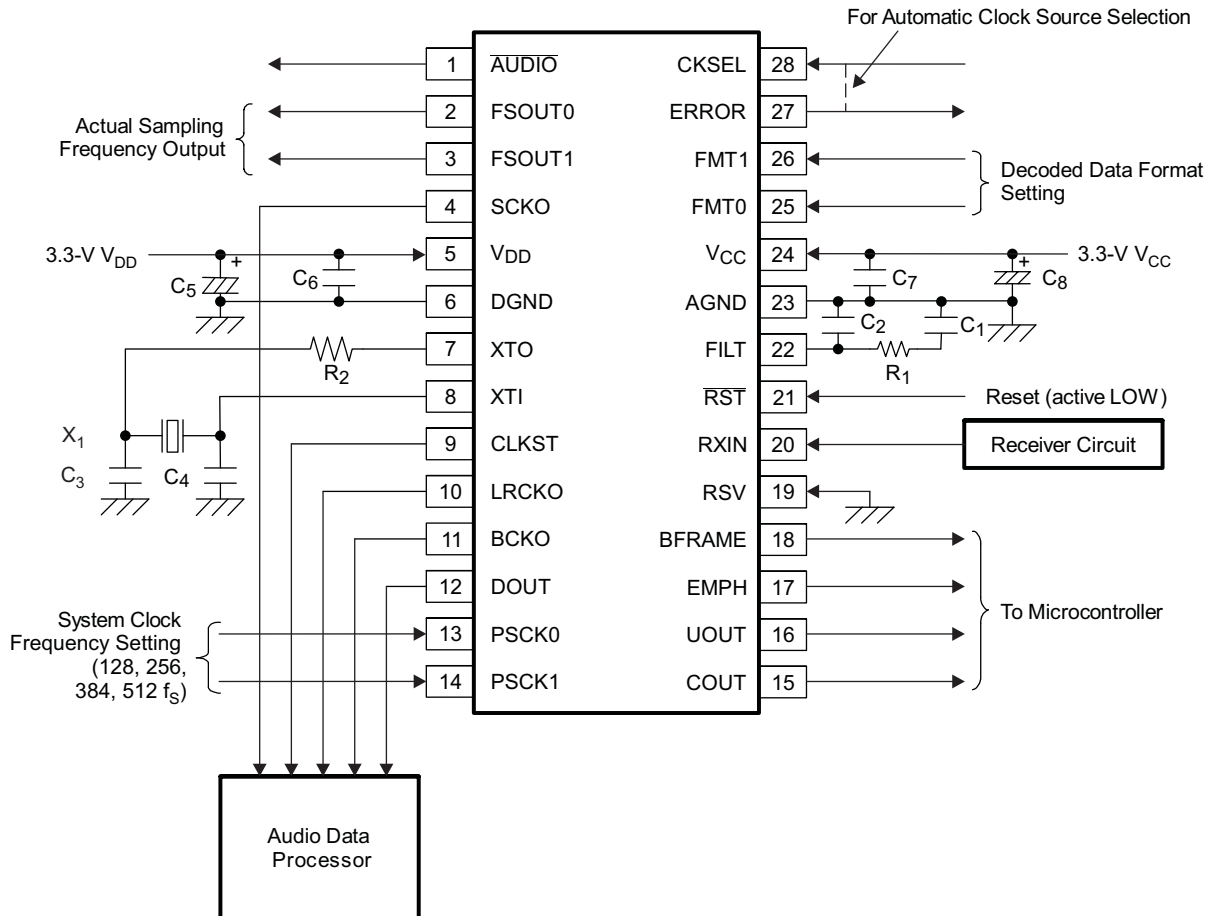 For Automatic Clock Source Selection
1 AUDIO CKSEL 28
2 FSOUT0 ERROR 27
Actual Sampling
Frequency Output
3 FSOUT1 FMT1 26
Decoded Data Format
Setting
4 SCKO FMT0 25
3.3-V VDD 5 VDD VCC 24 3.3-V VCC
C5 + C6 C7 + C8
6 DGND AGND 23
C2 C1
7 XTO FILT 22
R2 R1
8 XTI RST 21 Reset (active LOW)
X1 9 CLKST RXIN 20 Receiver Circuit
C3 C4
10 LRCKO RSV 19
11 BCKO BFRAME 18
12 DOUT EMPH 17
To Microcontroller
System Clock
Frequency Setting
(128, 256,
384, 512 fS)
13 PSCK0 UOUT 16
14 PSCK1 COUT 15
Audio Data
Processor